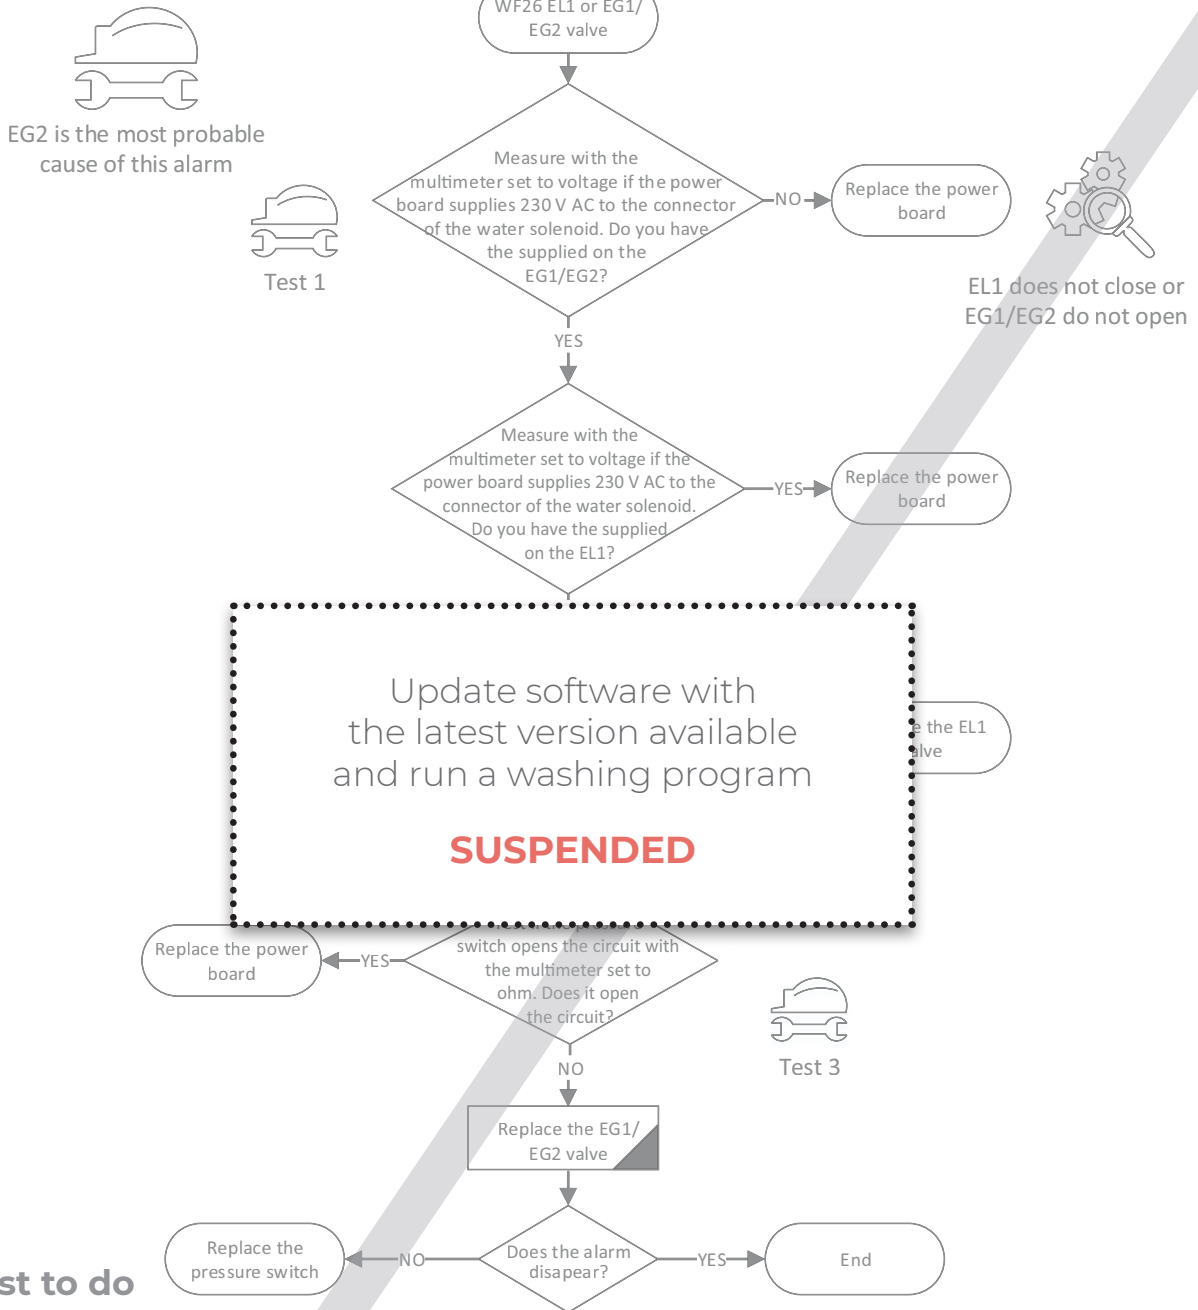 WF26 EL1 or EG1/
EG2 valve
EG2 is the most probable
cause of this alarm
Measure with the
multimeter set to voltage if the power
board supplies 230 V AC to the connector
of the water solenoid. Do you have
the supplied on the
EG1/EG2?
NO
Replace the power
board
Test 1
EL1 does not close or
EG1/EG2 do not open
YES
Measure with the
multimeter set to voltage if the
power board supplies 230 V AC to the
connector of the water solenoid.
Do you have the supplied
on the EL1?
YES
Replace the power
board
Update software with
the latest version available
and run a washing program
SUSPENDED
the EL1
Replace the power
board
YES
switch opens the circuit with
the multimeter set to
ohm. Does it open
the circuit?
Test 3
NO
Replace the EG1/
EG2 valve
Does the alarm
disapear?
NO
Replace the
pressure switch
YES
End
to do